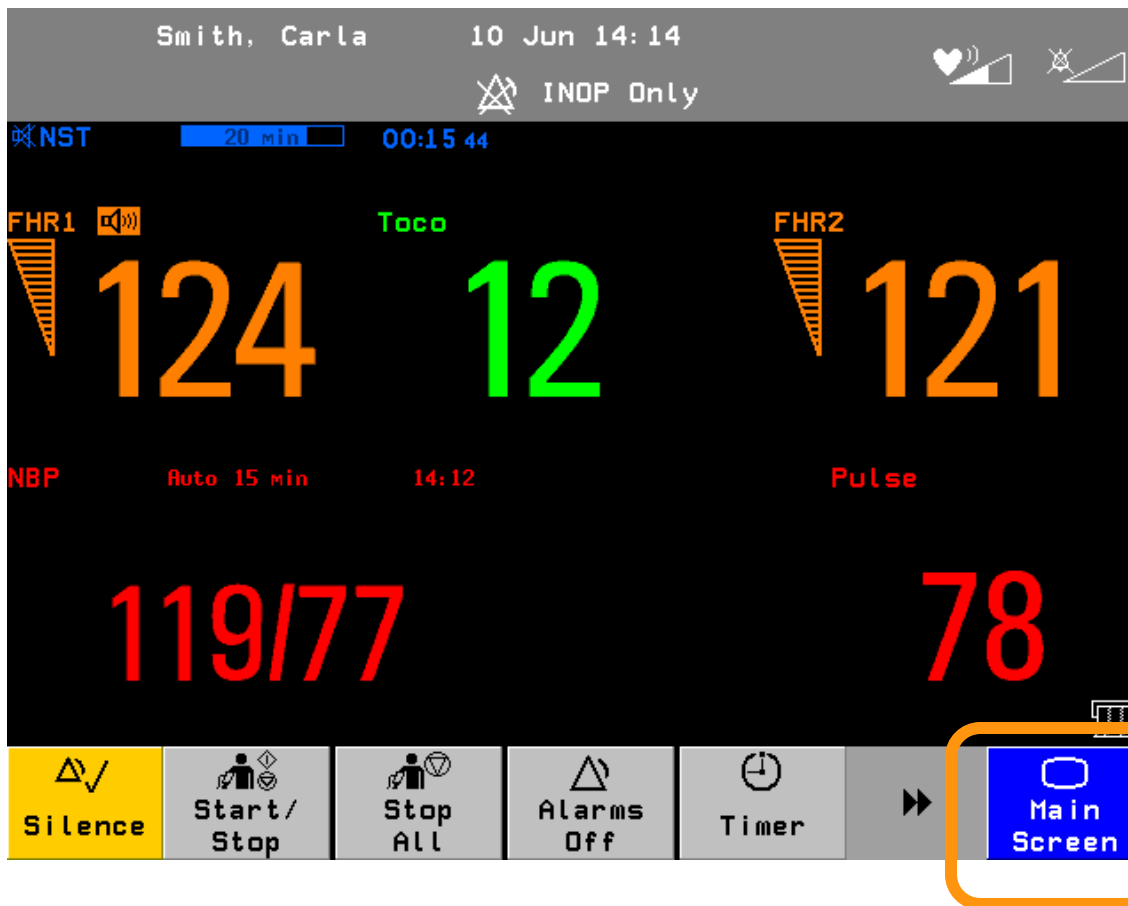 Smith, Carla 10 Jun 14:14
INOP Only
NST 20 min 00:15 44
FHR1 Toco FHR2
124 12 121
NBP Auto 15 min 14:12 Pulse
119/77 78
Silence Start/ Stop Alarms Timer Main
Stop All Off Screen